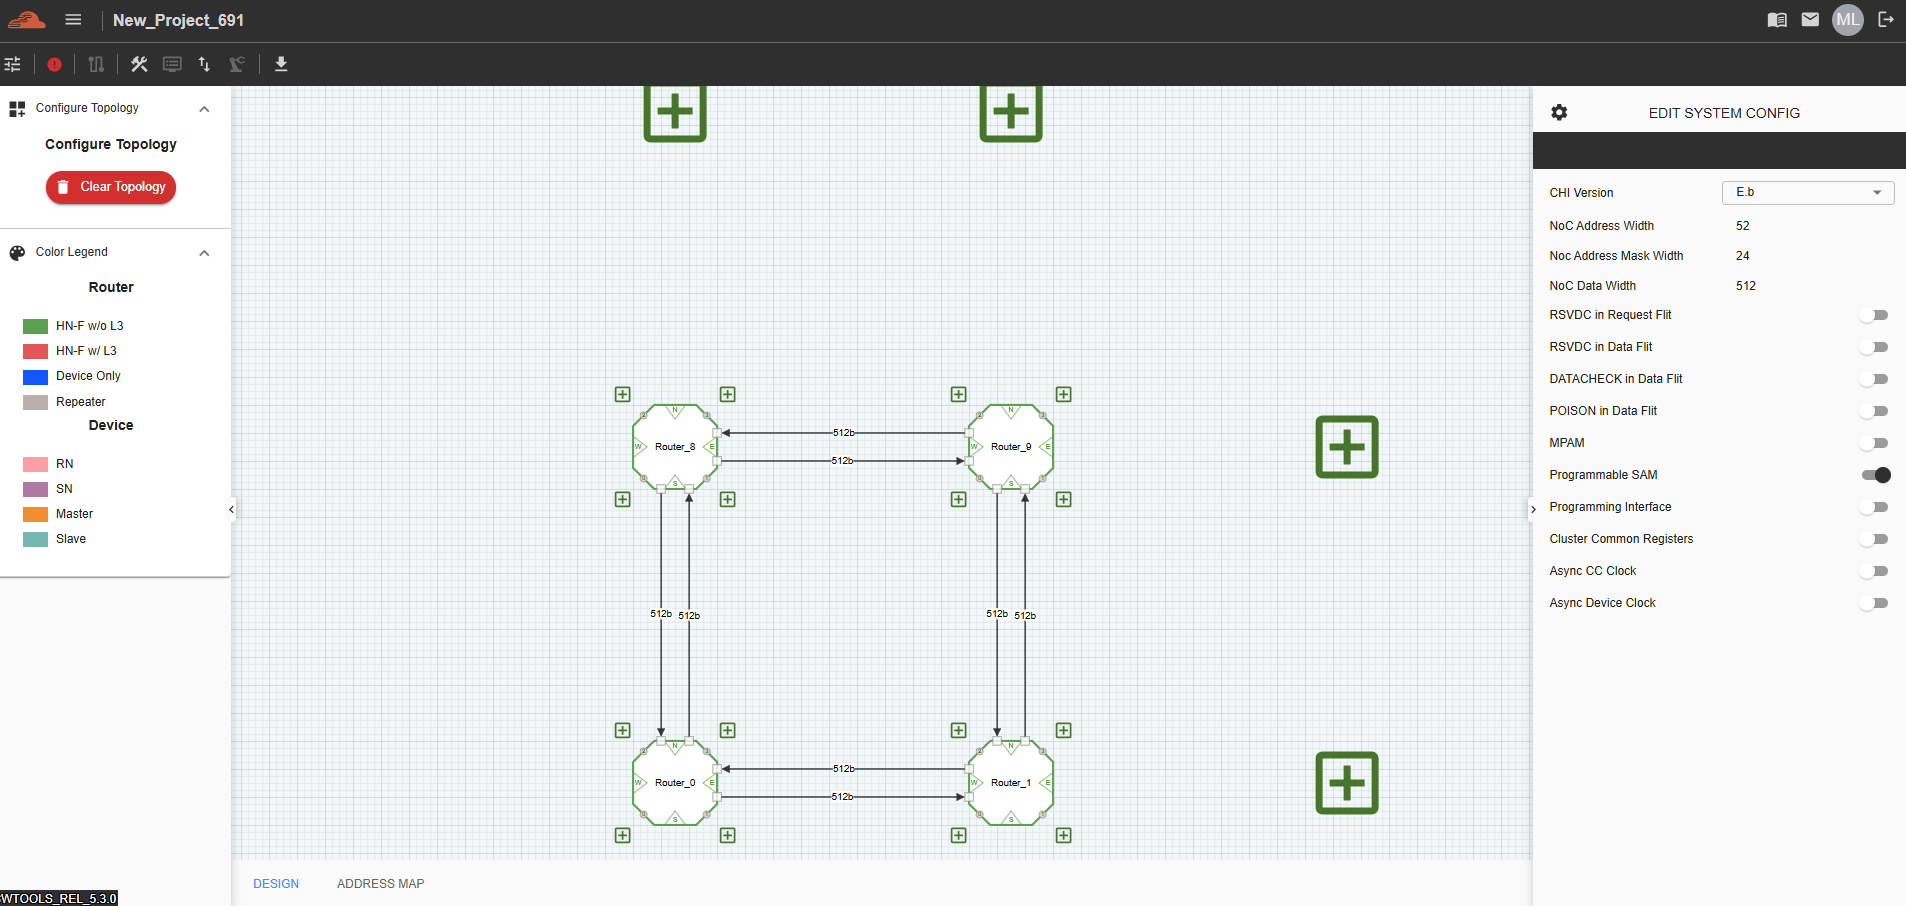 New_Project_691
ML
Configure Topology
Configure Topology
Clear Topology
Color Legend
Router
HN-F w/o L3
HN-F w/ L3
Device Only
Repeater
Device
RN
SN
Master
Slave
WTOOLS_REL_5.3.0
N
W
Router_8
E
S
512b
512b
N
W
Router_9
E
S
512b
512b
512b
512b
N
W
Router_0
E
S
512b
512b
N
W
Router_1
E
S
DESIGN
ADDRESS MAP
EDIT SYSTEM CONFIG
CHI Version
E.b
NoC Address Width
52
Noc Address Mask Width
24
NoC Data Width
512
RSVDC in Request Flit
RSVDC in Data Flit
DATACHECK in Data Flit
POISON in Data Flit
MPAM
Programmable SAM
Programming Interface
Cluster Common Registers
Async CC Clock
Async Device Clock